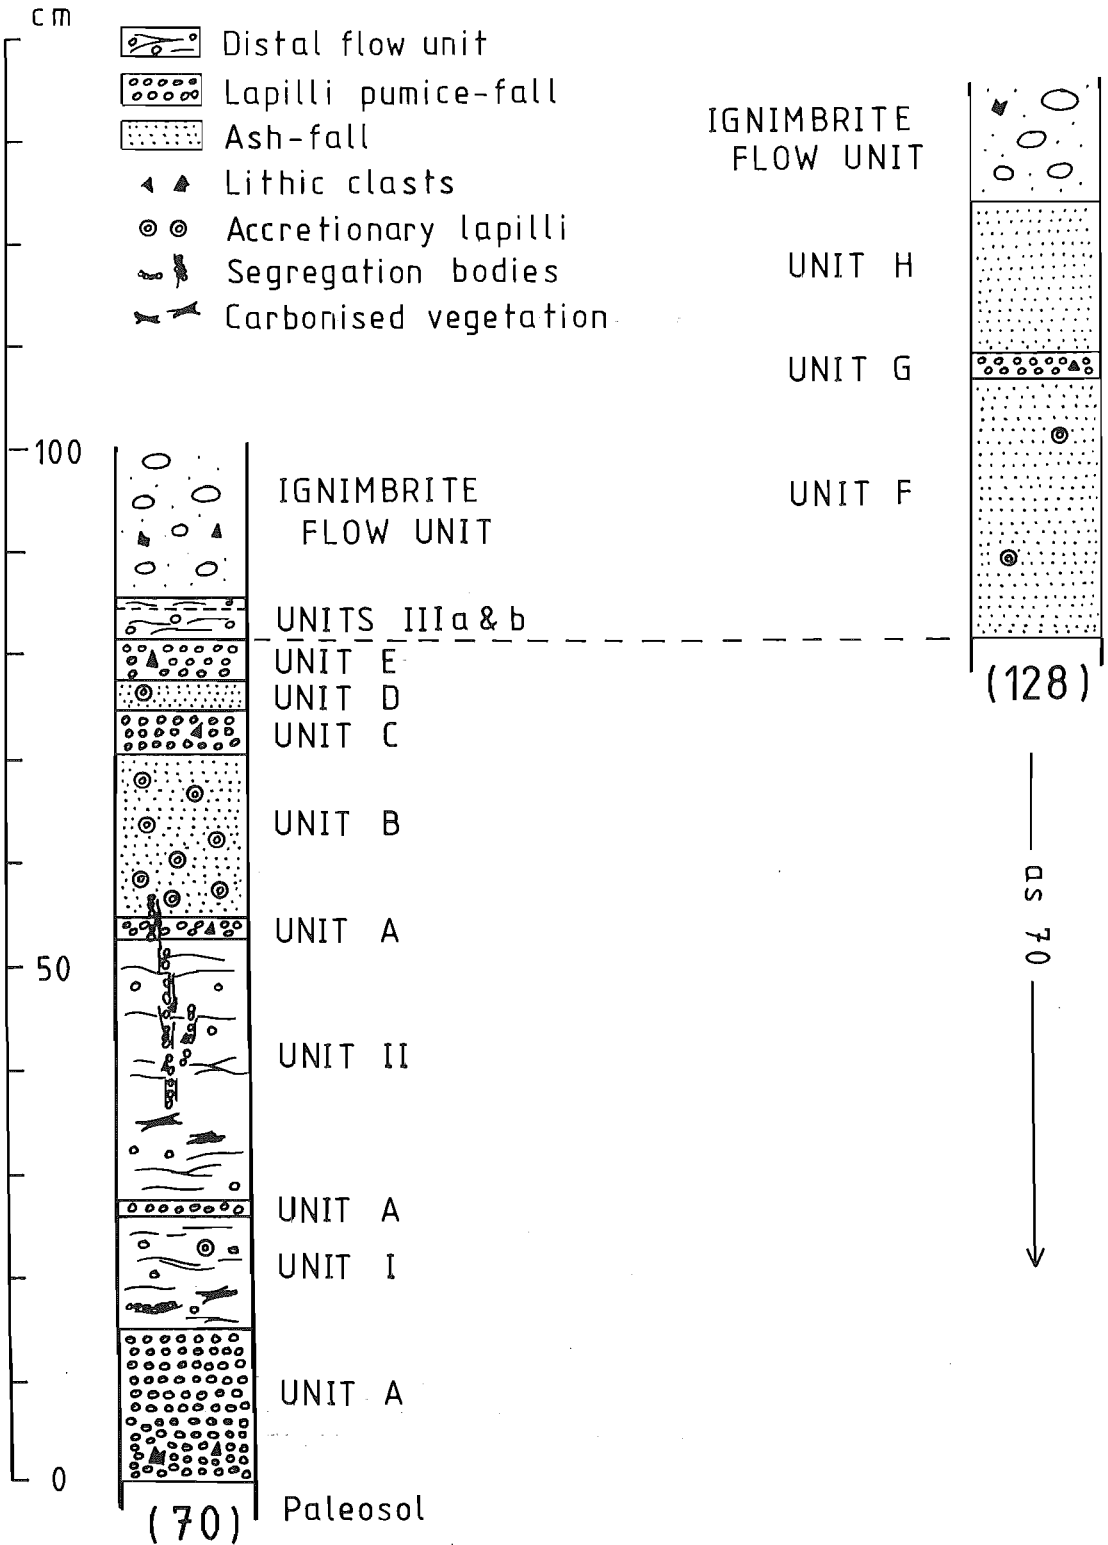 cm
Distal flow unit
Lapilli pumice-fall
Ash-fall
Lithic clasts
Accretionary lapilli
Segregation bodies
Carbonised vegetation
IGNIMBRITE
FLOW UNIT
UNIT H
UNIT G
UNIT F
(128)
as 70
100
IGNIMBRITE
FLOW UNIT
UNITS IIIa & b
UNIT E
UNIT D
UNIT C
UNIT B
UNIT A
50
UNIT II
UNIT A
UNIT I
UNIT A
0
Paleosol
(70)